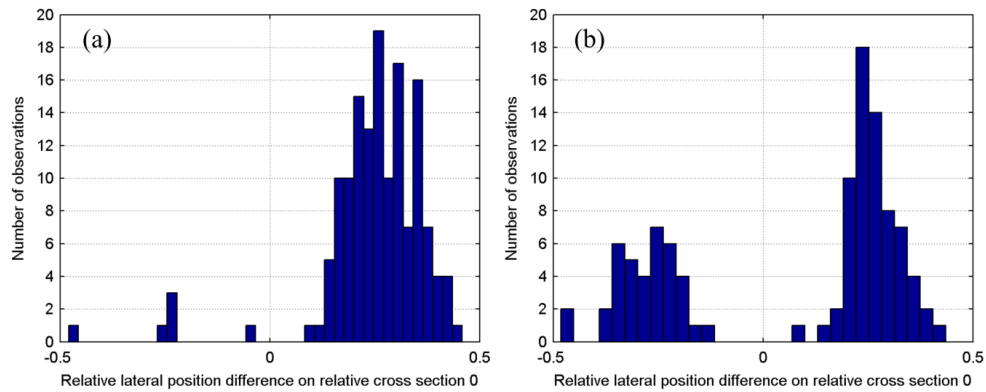 (a)
Number of observations
20
18
16
14
12
10
8
6
4
2
0
-0.5 0 0.5
Relative lateral position difference on relative cross section 0
(b)
Number of observations
20
18
16
14
12
10
8
6
4
2
0
-0.5 0 0.5
Relative lateral position difference on relative cross section 0